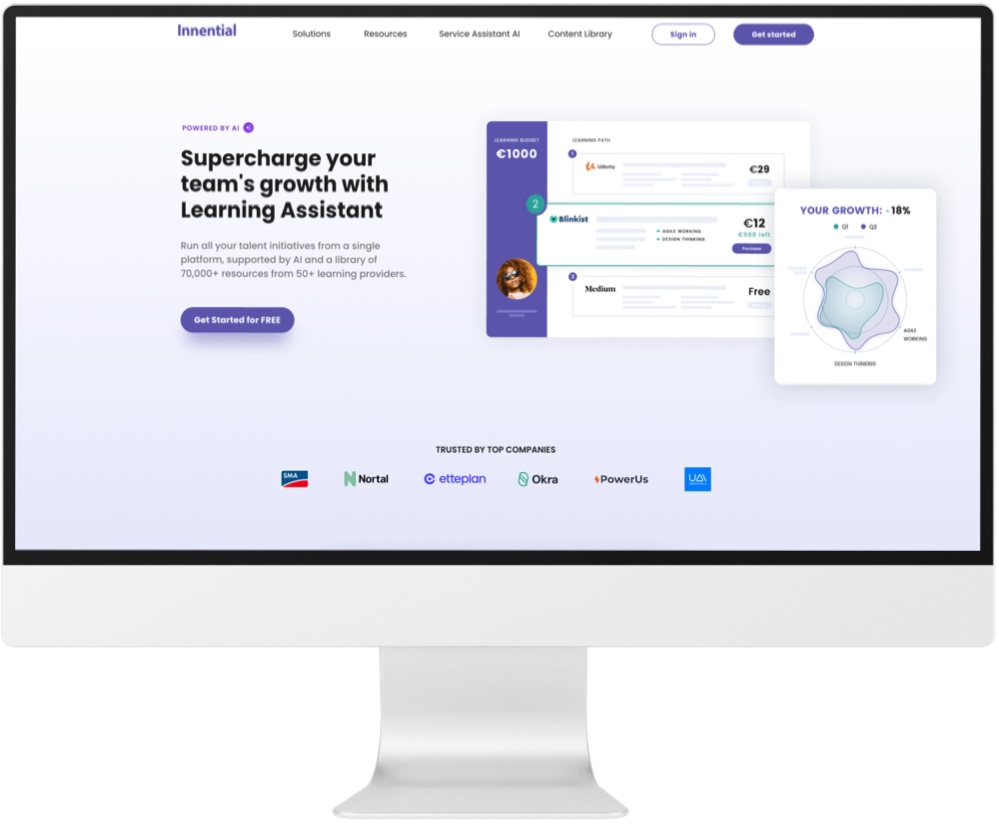 Innential
Solutions
Resources
Service Assistant AI
Content Library
Sign in
Get started
POWERED BY AI
Supercharge your
team's growth with
Learning Assistant
Run all your talent initiatives from a single
platform, supported by AI and a library of
70,000+ resources from 50+ learning providers.
Get Started for FREE
LEARNING BUDGET
€1000
LEARNING PATH
1
Udemy
€29
2
Blinkist
AGILE WORKING
DESIGN THINKING
€12
€988 left
Purchase
Medium
Free
YOUR GROWTH: - 18%
Q1
Q2
AGILE
WORKING
DESIGN THINKING
TRUSTED BY TOP COMPANIES
SMA
Nortal
etteplan
Okra
PowerUs